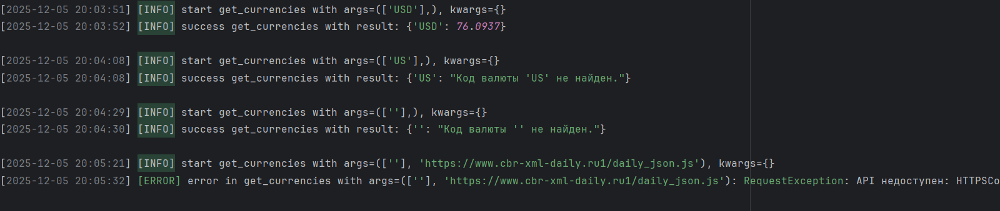 [2025-12-05 20:03:51] [INFO] start get_currencies with args=(['USD'],), kwargs={}
[2025-12-05 20:03:52] [INFO] success get_currencies with result: {'USD': 76.0937}
[2025-12-05 20:04:08] [INFO] start get_currencies with args=(['US'],), kwargs={}
[2025-12-05 20:04:08] [INFO] success get_currencies with result: {'US': "Код валюты 'US' не найден."}
[2025-12-05 20:04:29] [INFO] start get_currencies with args=([''],), kwargs={}
[2025-12-05 20:04:30] [INFO] success get_currencies with result: {'': "Код валюты '' не найден."}
[2025-12-05 20:05:21] [INFO] start get_currencies with args=([''], 'https://www.cbr-xml-daily.ru1/daily_json.js'), kwargs={}
[2025-12-05 20:05:32] [ERROR] error in get_currencies with args=([''], 'https://www.cbr-xml-daily.ru1/daily_json.js'): RequestException: API недоступен: HTTPSCo